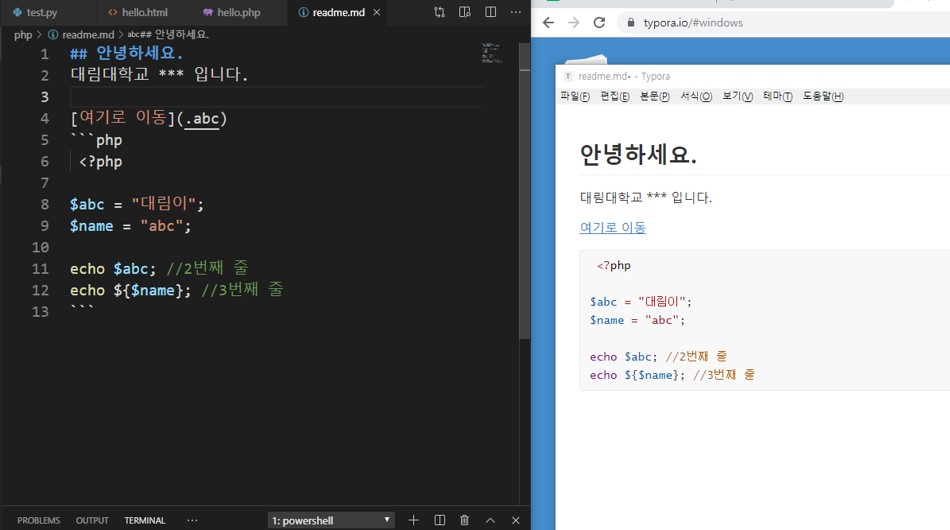 test.py hello.html hello.php readme.md
php > readme.md > abc## 안녕하세요.
1 ## 안녕하세요.
2 대림대학교 *** 입니다.
3
4 [여기로 이동](.abc)
5 ```php
6 <?php
7
8 $abc = "대림이";
9 $name = "abc";
10
11 echo $abc; //2번째 줄
12 echo ${$name}; //3번째 줄
13 ```
PROBLEMS OUTPUT TERMINAL ··· 1: powershell
typora.io/#windows
T readme.md• - Typora
파일(F) 편집(E) 본문(P) 서식(O) 보기(V) 테마(T) 도움말(H)
안녕하세요.
대림대학교 *** 입니다.
여기로 이동
<?php
$abc = "대림이";
$name = "abc";
echo $abc; //2번째 줄
echo ${$name}; //3번째 줄